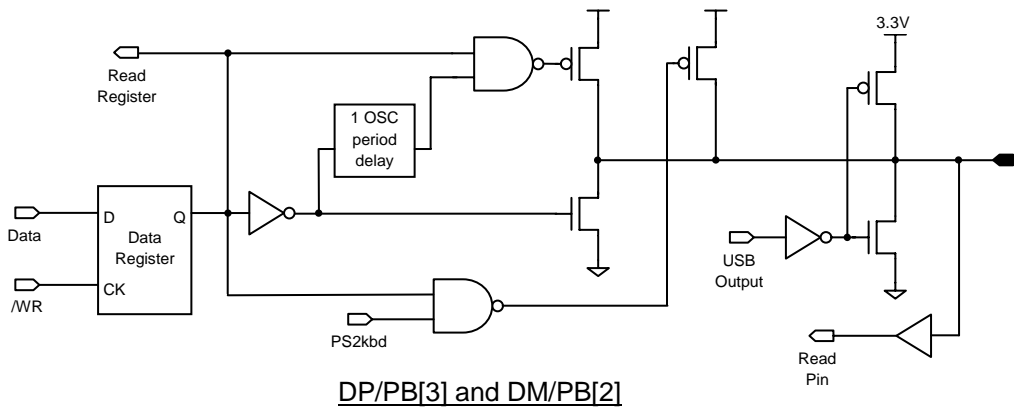 3.3V
Read
Register
1 OSC
period
delay
D
Q
Data
Data
Register
/WR
CK
USB
Output
PS2kbd
Read
Pin
DP/PB[3] and DM/PB[2]